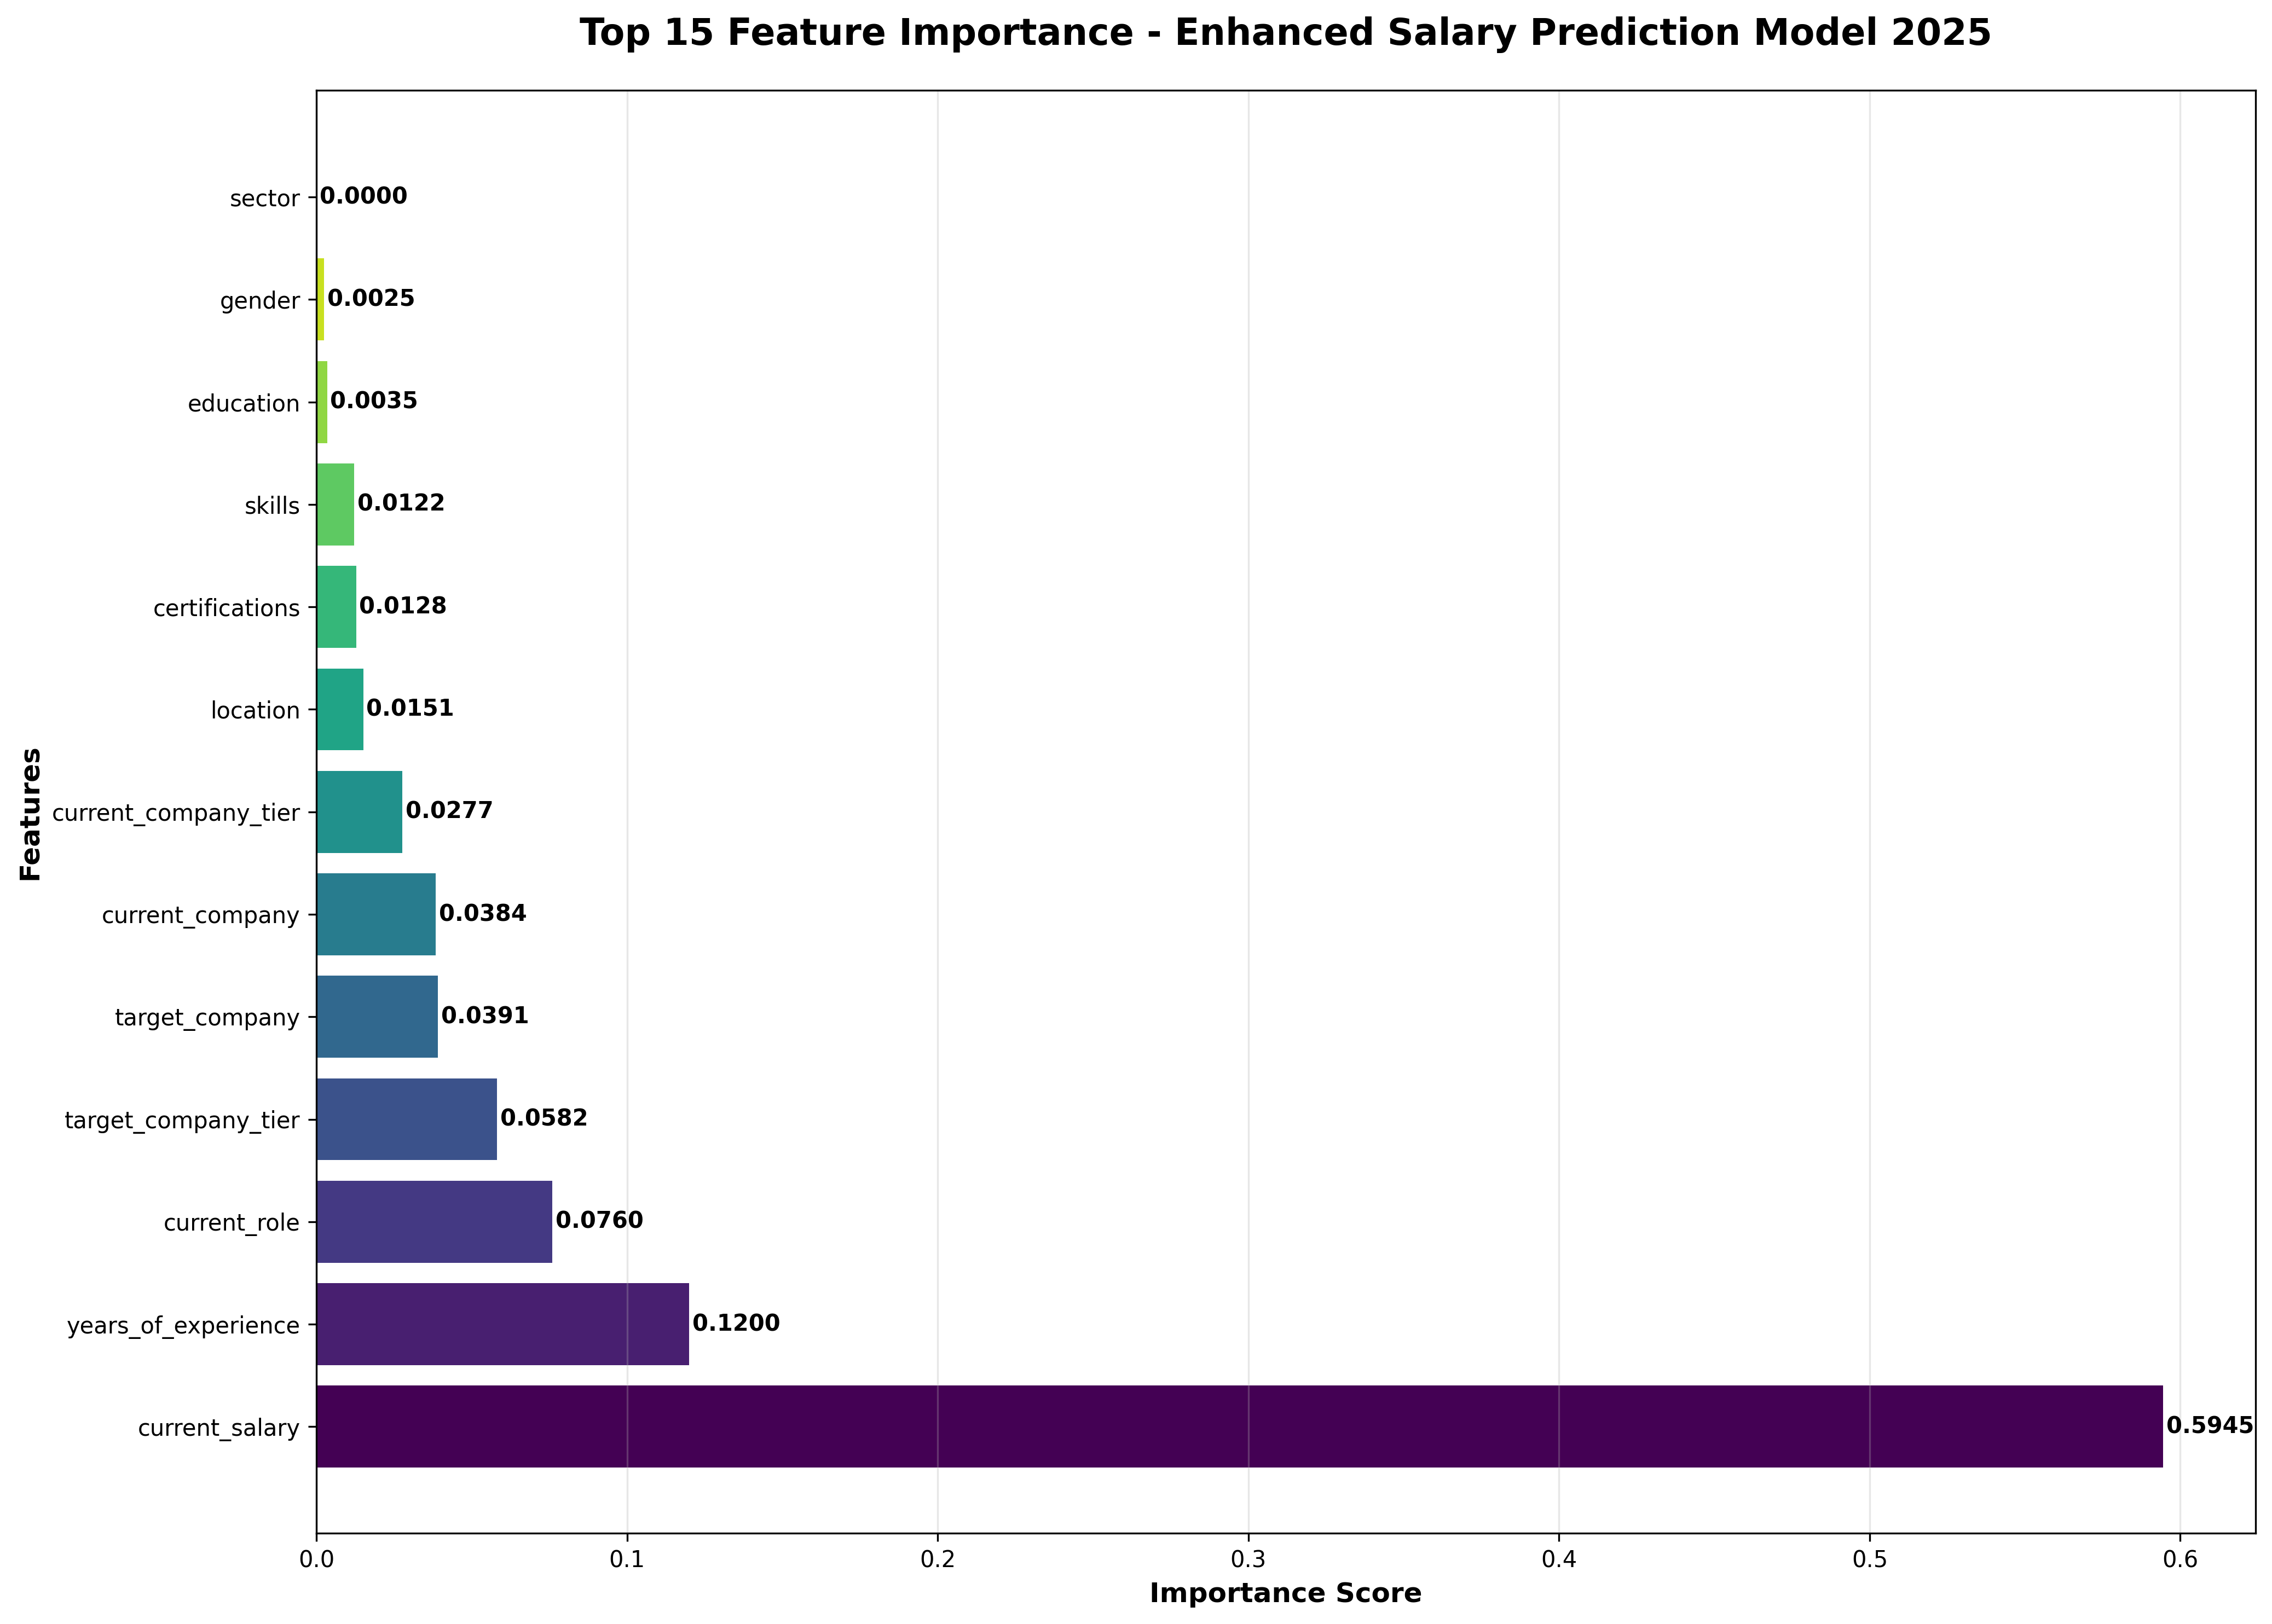 Top 15 Feature Importance - Enhanced Salary Prediction Model 2025
sector 0.0000
gender 0.0025
education 0.0035
skills 0.0122
certifications 0.0128
location 0.0151
current_company_tier 0.0277
current_company 0.0384
target_company 0.0391
target_company_tier 0.0582
current_role 0.0760
years_of_experience 0.1200
current_salary 0.5945
Features
0.0 0.1 0.2 0.3 0.4 0.5 0.6
Importance Score